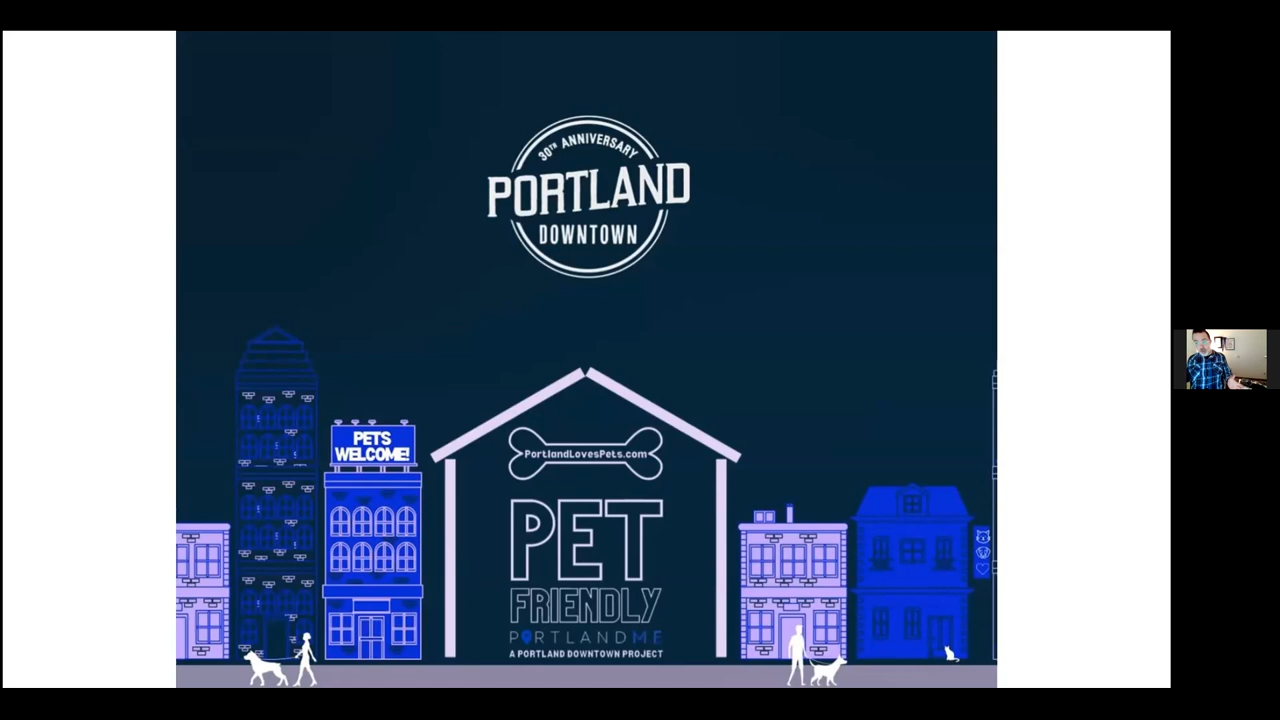 30TH ANNIVERSARY
PORTLAND
DOWNTOWN
PETS
WELCOME!
PortlandLovesPets.com
PET
FRIENDLY
PORTLANDME
A PORTLAND DOWNTOWN PROJECT